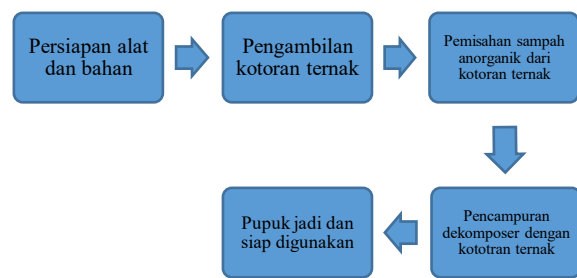 Persiapan alat
dan bahan
Pengambilan
kotoran ternak
Pemisahan sampah
anorganik dari
kotoran ternak
Pencampuran
dekomposer dengan
kototran ternak
Pupuk jadi dan
siap digunakan